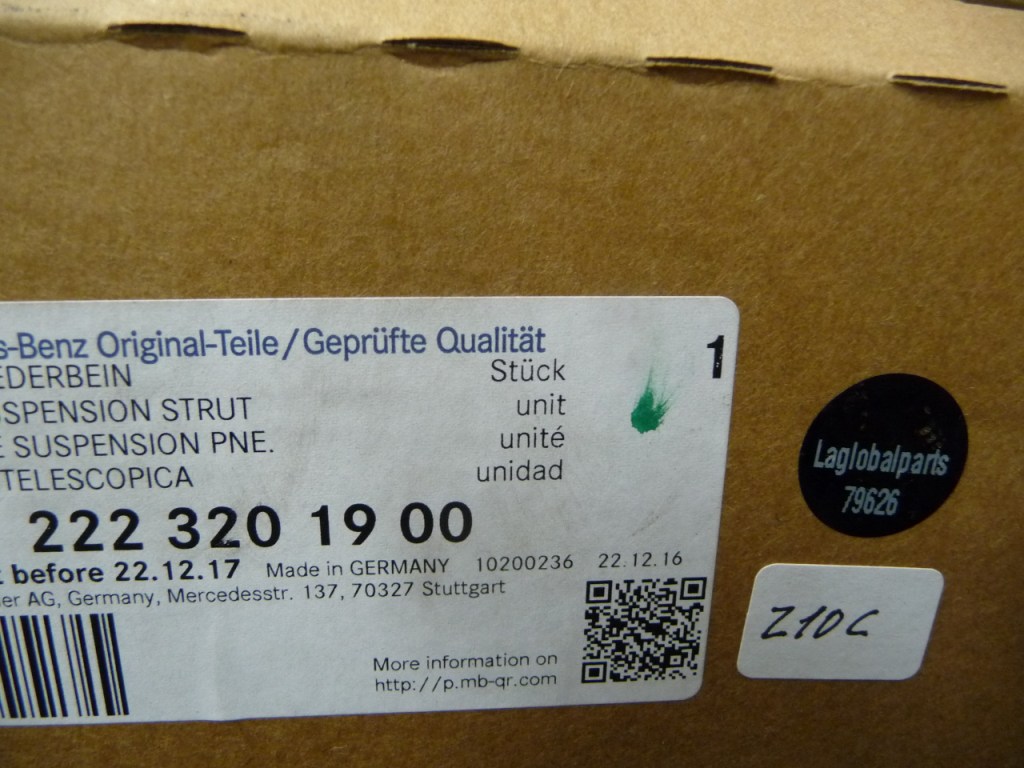 s-Benz Original-Teile/Geprüfte Qualität
1
EDERBEIN Stück
SPENSION STRUT unit
E SUSPENSION PNE. unité
TELESCOPICA unidad
222 320 19 00
before 22.12.17 Made in GERMANY 10200236 22.12.16
er AG, Germany, Mercedesstr. 137, 70327 Stuttgart
More information on
http://p.mb-qr.com
Laglobalparts
79626
Z10C